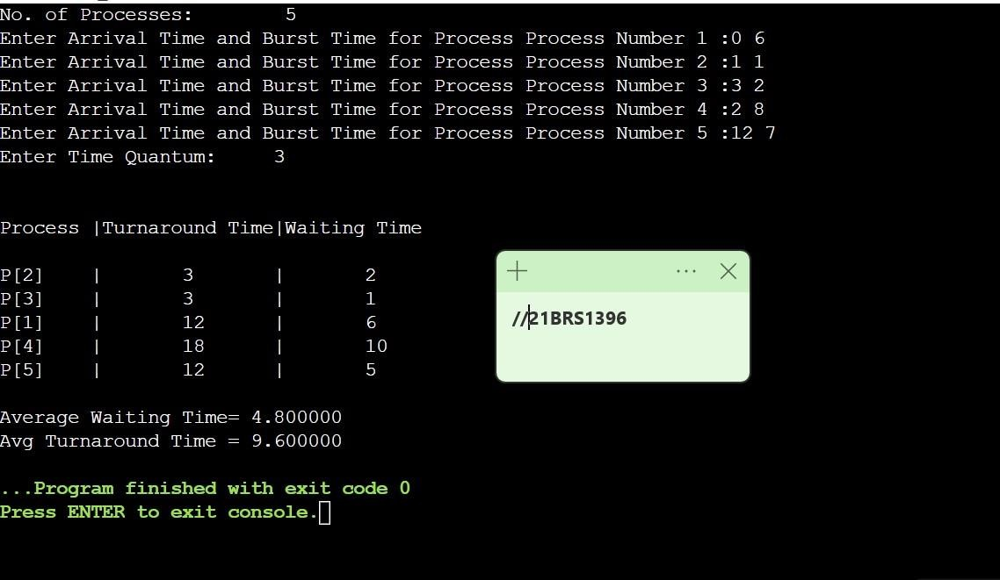 No. of Processes: 5
Enter Arrival Time and Burst Time for Process Process Number 1 :0 6
Enter Arrival Time and Burst Time for Process Process Number 2 :1 1
Enter Arrival Time and Burst Time for Process Process Number 3 :3 2
Enter Arrival Time and Burst Time for Process Process Number 4 :2 8
Enter Arrival Time and Burst Time for Process Process Number 5 :12 7
Enter Time Quantum: 3
Process |Turnaround Time|Waiting Time
P[2] | 3 | 2
P[3] | 3 | 1
P[1] | 12 | 6
P[4] | 18 | 10
P[5] | 12 | 5
//21BRS1396
Average Waiting Time= 4.800000
Avg Turnaround Time = 9.600000
...Program finished with exit code 0
Press ENTER to exit console.